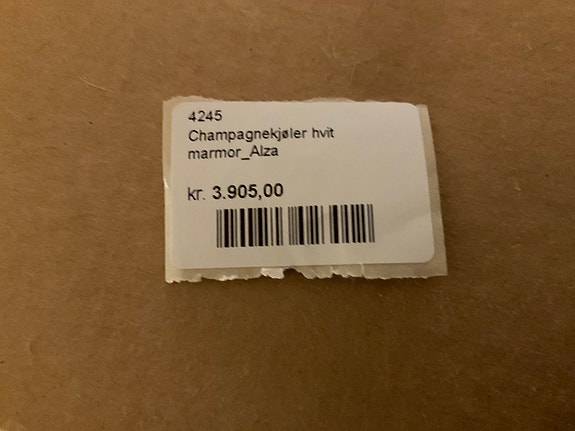 4245
Champagnekjøler hvit
marmor_Alza
kr. 3.905,00